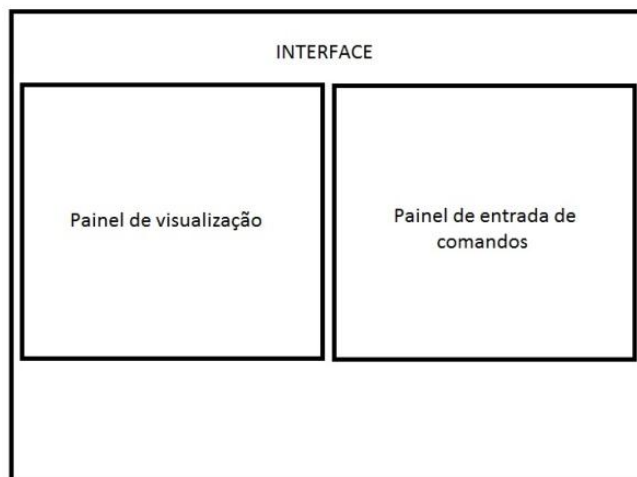 INTERFACE
Painel de visualização
Painel de entrada de
comandos